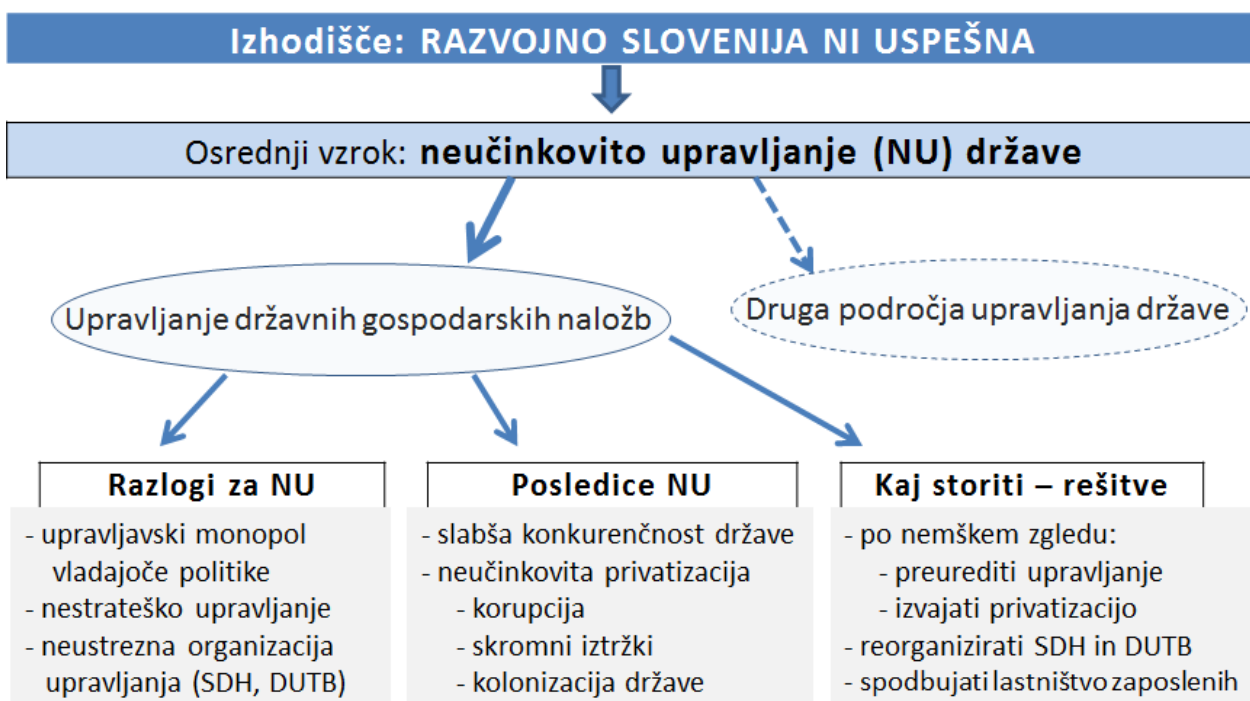 Izhodišče: RAZVOJNO SLOVENIJA NI USPEŠNA
Osrednji vzrok: neučinkovito upravljanje (NU) države
Upravljanje državnih gospodarskih naložb
Druga področja upravljanja države
Razlogi za NU
- upravljavski monopol
vladajoče politike
- nestrateško upravljanje
- neustrezna organizacija
upravljanja (SDH, DUTB)
Posledice NU
- slabša konkurenčnost države
- neučinkovita privatizacija
- korupcija
- skromni iztržki
- kolonizacija države
Kaj storiti – rešitve
- po nemškem zgledu:
- preurediti upravljanje
- izvajati privatizacijo
- reorganizirati SDH in DUTB
- spodbujati lastništvo zaposlenih